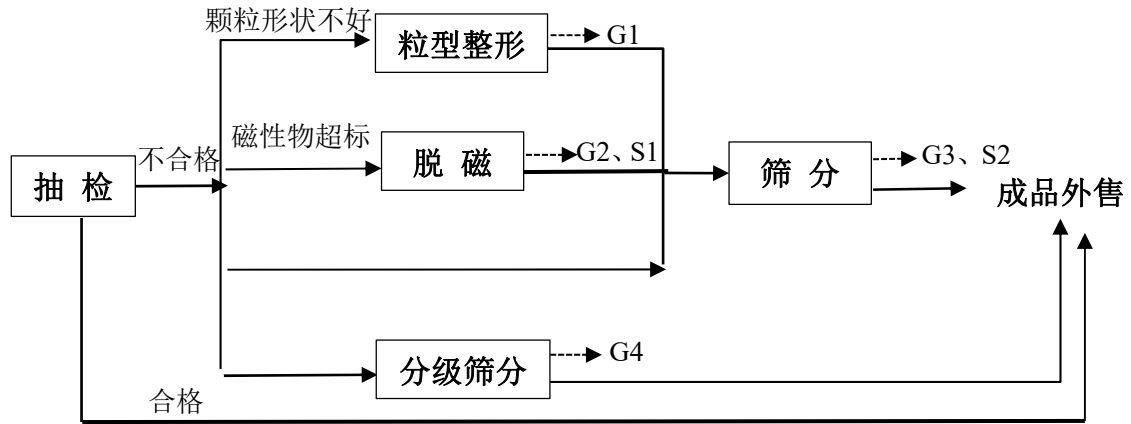 颗粒形状不好
粒型整形
G1
磁性物超标
不合格
脱 磁
G2、S1
G3、S2
抽 检
筛 分
成品外售
分级筛分
G4
合格